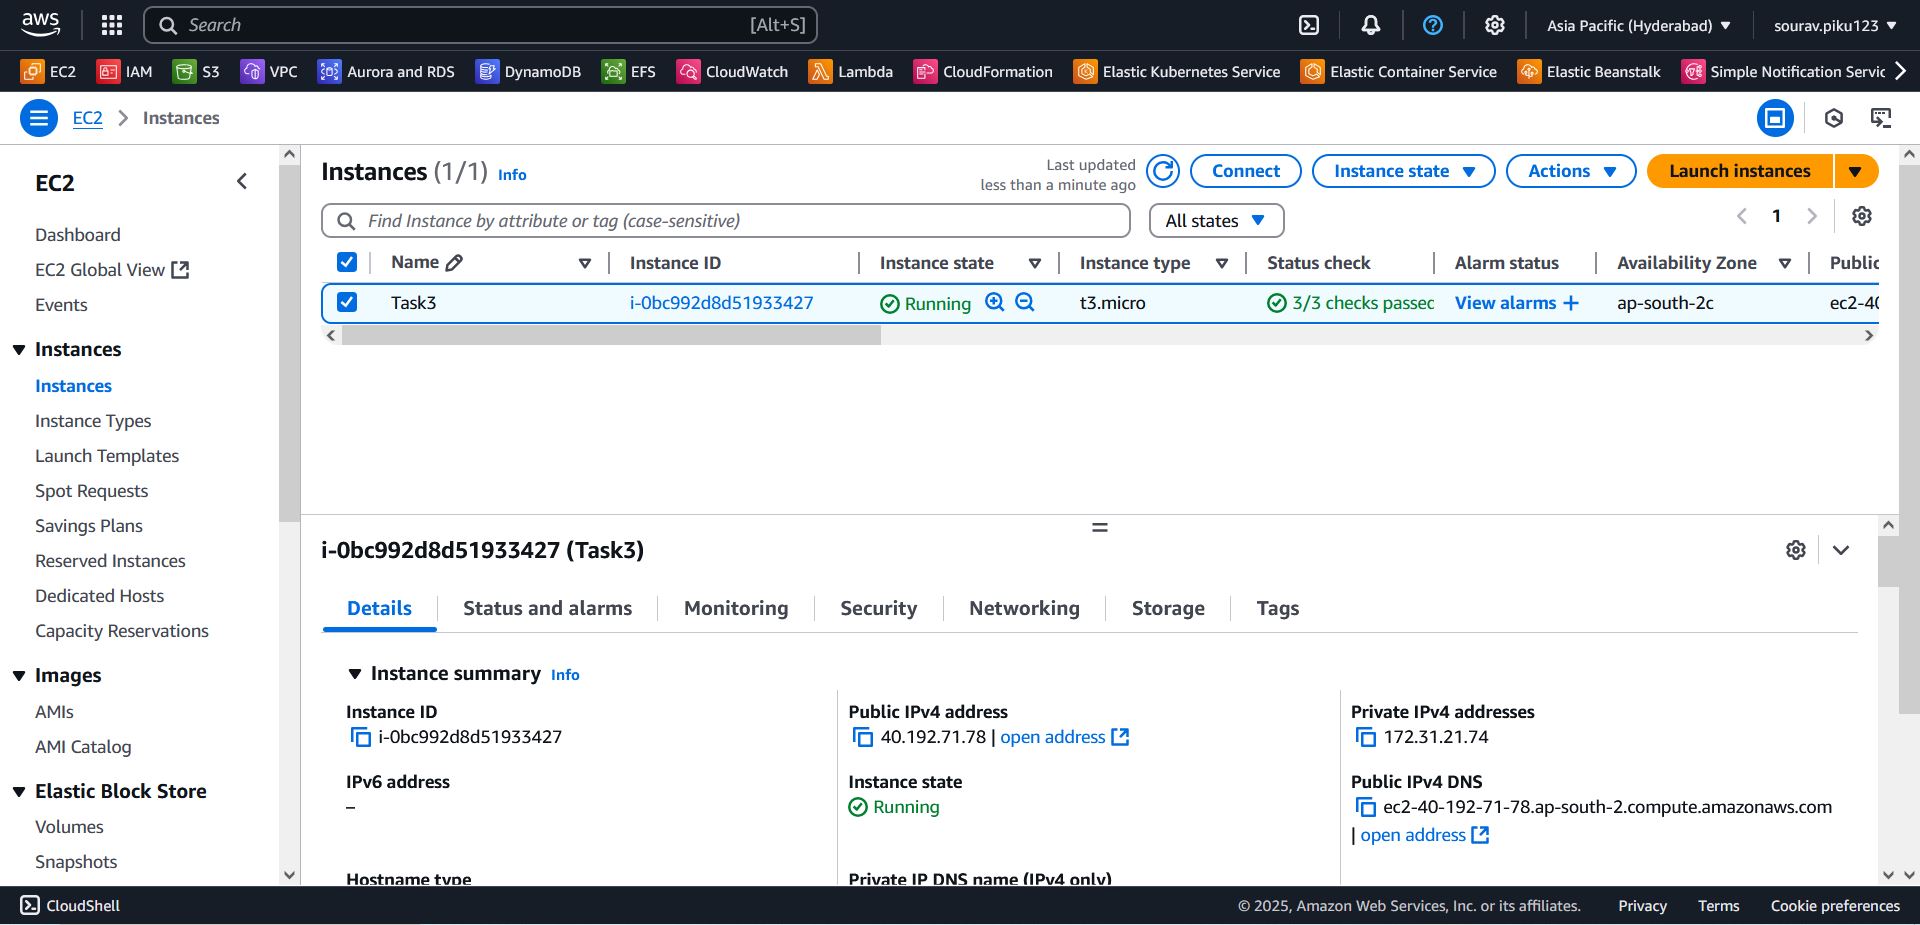 aws
Search [Alt+S]
Asia Pacific (Hyderabad) sourav.piku123
EC2 IAM S3 VPC Aurora and RDS DynamoDB EFS CloudWatch Lambda CloudFormation Elastic Kubernetes Service Elastic Container Service Elastic Beanstalk Simple Notification Servic
EC2 Instances
EC2
Dashboard
EC2 Global View
Events
Instances
Instances
Instance Types
Launch Templates
Spot Requests
Savings Plans
Reserved Instances
Dedicated Hosts
Capacity Reservations
Images
AMIs
AMI Catalog
Elastic Block Store
Volumes
Snapshots
Instances (1/1) Info
Last updated
less than a minute ago
Connect Instance state Actions Launch instances
Find Instance by attribute or tag (case-sensitive)
All states
1
Name Instance ID Instance state Instance type Status check Alarm status Availability Zone Public
Task3 i-0bc992d8d51933427 Running t3.micro 3/3 checks passed View alarms + ap-south-2c ec2-40
i-0bc992d8d51933427 (Task3)
Details Status and alarms Monitoring Security Networking Storage Tags
Instance summary Info
Instance ID
i-0bc992d8d51933427
Public IPv4 address
40.192.71.78 | open address
Private IPv4 addresses
172.31.21.74
IPv6 address
–
Instance state
Running
Public IPv4 DNS
ec2-40-192-71-78.ap-south-2.compute.amazonaws.com
| open address
Hostname type
Private IP DNS name (IPv4 only)
CloudShell
© 2025, Amazon Web Services, Inc. or its affiliates. Privacy Terms Cookie preferences